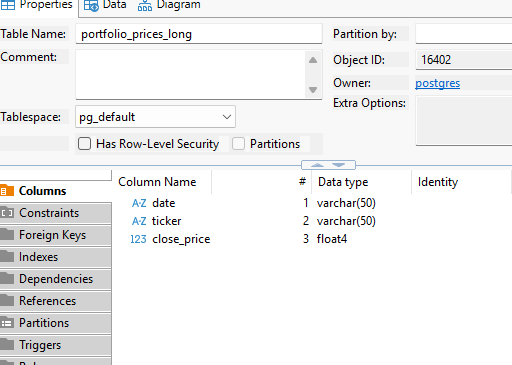 Properties Data Diagram
Table Name: portfolio_prices_long Partition by:
Comment: Object ID: 16402
Owner: postgres
Extra Options:
Tablespace: pg_default
Has Row-Level Security Partitions
Columns
Constraints
Foreign Keys
Indexes
Dependencies
References
Partitions
Triggers
Column Name # Data type Identity
A-Z date 1 varchar(50)
A-Z ticker 2 varchar(50)
123 close_price 3 float4